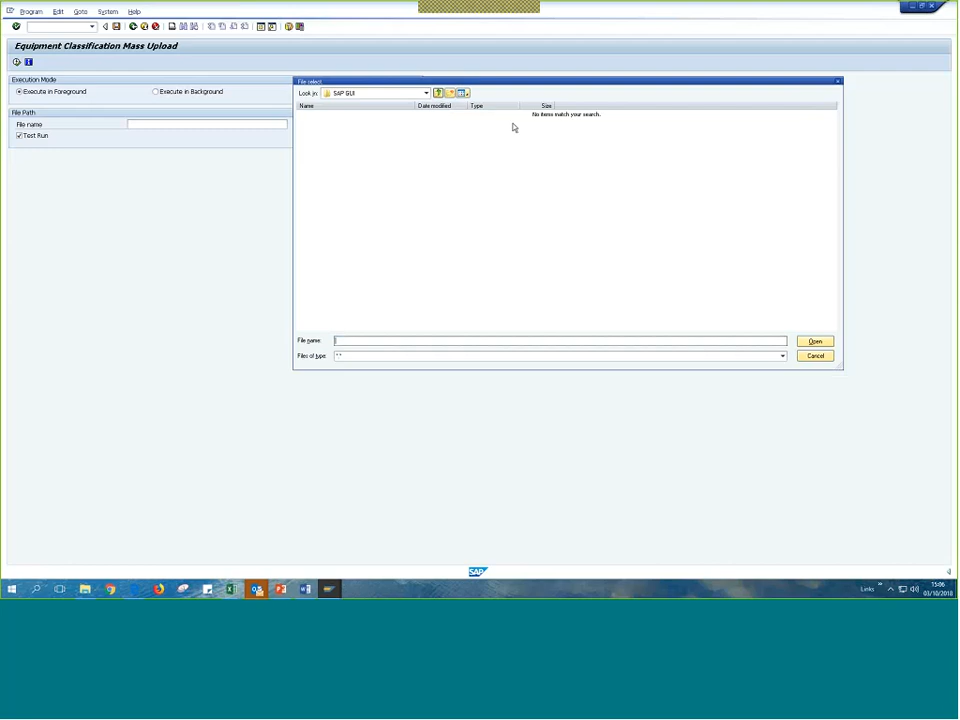 Program Edit Goto System Help
Equipment Classification Mass Upload
Execution Mode
Execute in Foreground Execute in Background
File Path
File name
Test Run
File select
Look in: SAP GUI
Name Date modified Type Size
No items match your search.
File name:
Open
Files of type *.*
Cancel
SAP
Links 15:06
03/10/2018